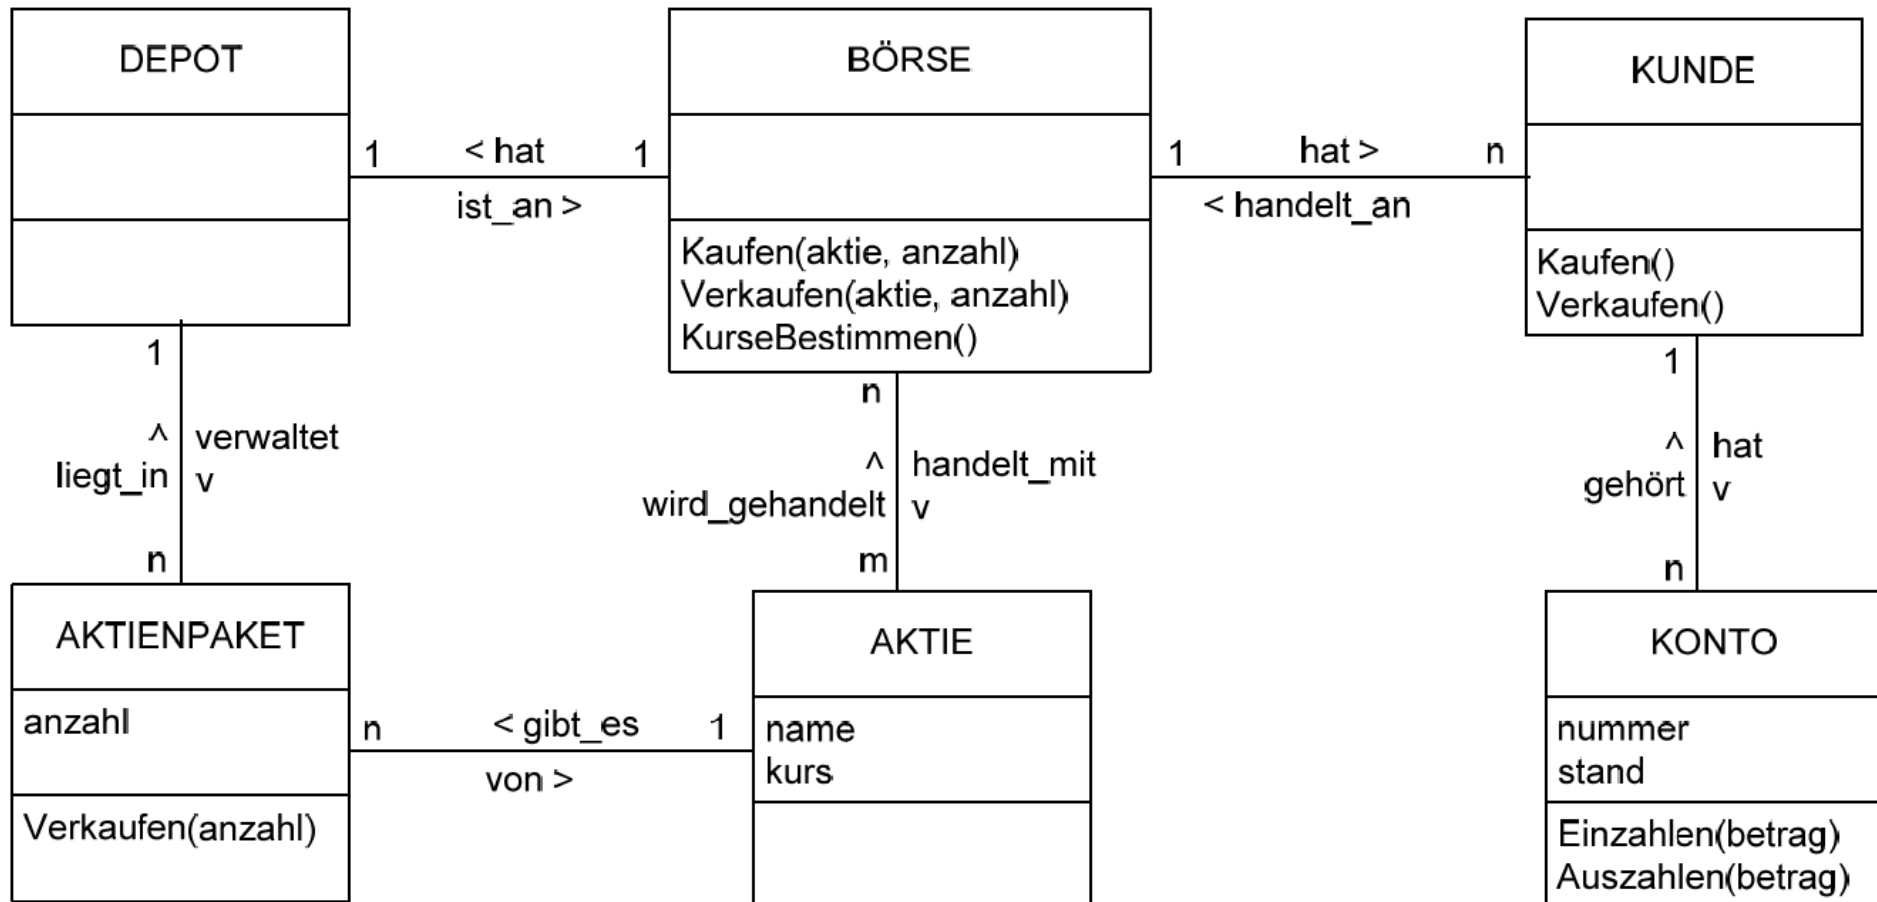 DEPOT
BÖRSE
KUNDE
1 < hat 1
ist_an >
1 hat > n
< handelt_an
Kaufen(aktie, anzahl)
Verkaufen(aktie, anzahl)
KurseBestimmen()
Kaufen()
Verkaufen()
1
^ verwaltet
liegt_in v
n
n
^ handelt_mit
wird_gehandelt v
m
1
^ hat
gehört v
n
AKTIENPAKET
anzahl
Verkaufen(anzahl)
n < gibt_es 1
von >
AKTIE
name
kurs
KONTO
nummer
stand
Einzahlen(betrag)
Auszahlen(betrag)